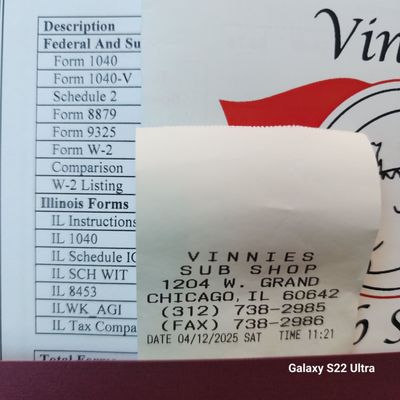 Description
Federal And Su
Form 1040
Form 1040-V
Schedule 2
Form 8879
Form 9325
Form W-2
Comparison
W-2 Listing
Illinois Forms
IL Instructions
IL 1040
IL Schedule IC
IL SCH WIT
IL 8453
ILWK_AGI
IL Tax Compa
Total Forms
Vin
VINNIES
SUB SHOP
1204 W. GRAND
CHICAGO, IL 60642
(312) 738-2985
(FAX) 738-2986
DATE 04/12/2025 SAT TIME 11:21
Galaxy S22 Ultra